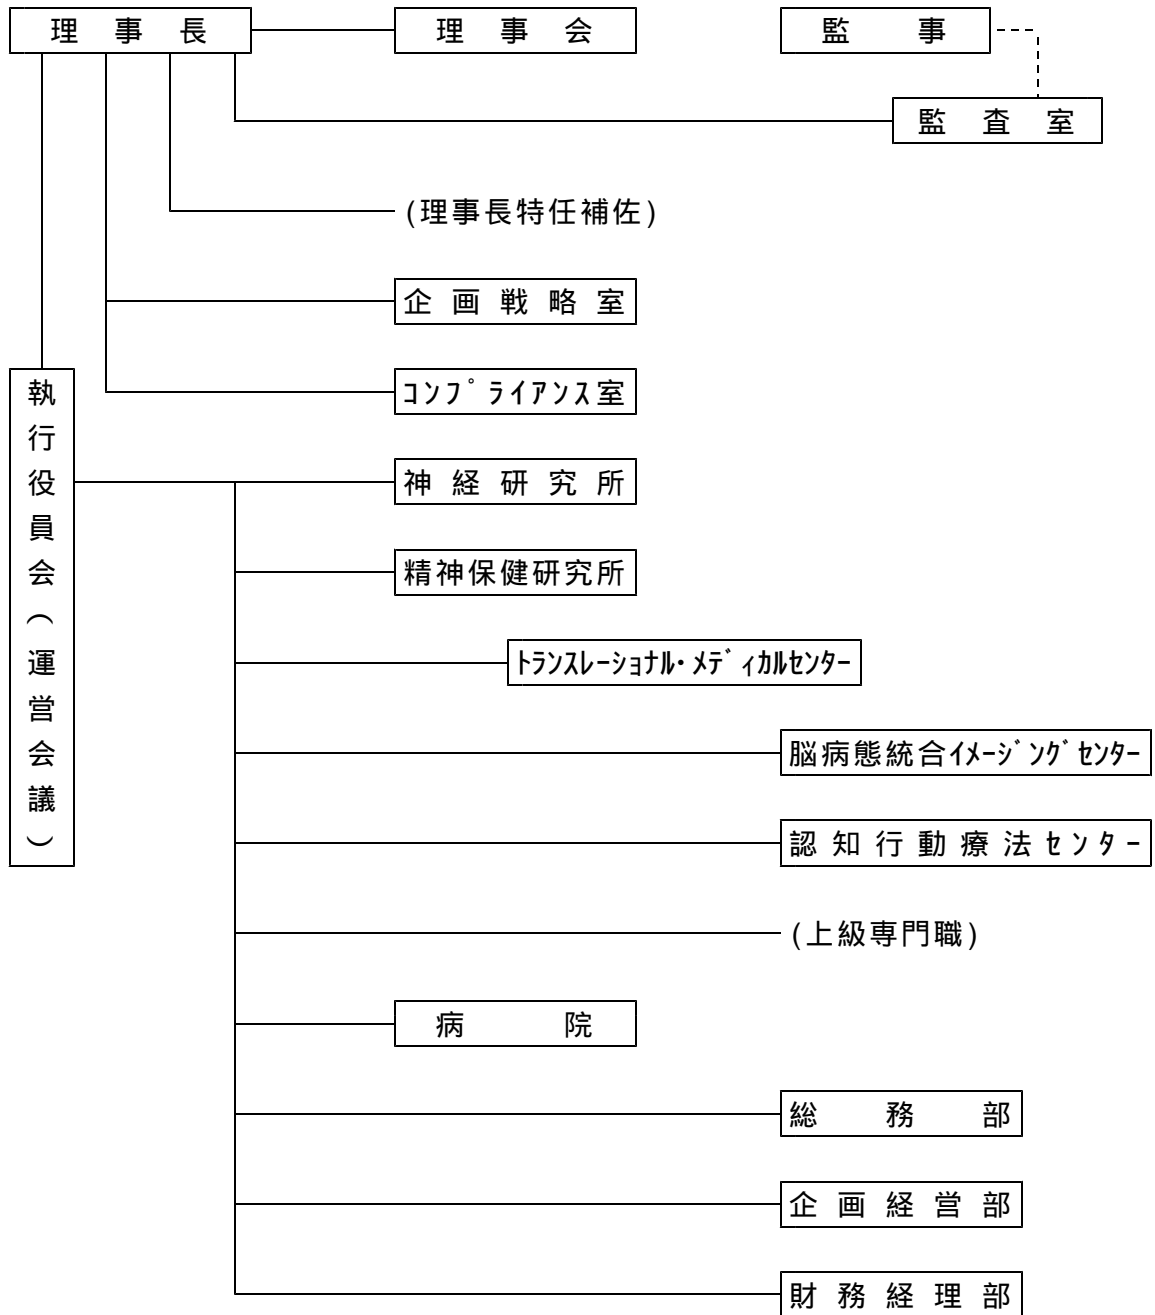 理事長
理事会
監事
監査室
(理事長特任補佐)
企画戦略室
コンプライアンス室
執行役員会(運営会議)
神経研究所
精神保健研究所
トランスレーショナル・メディカルセンター
脳病態統合イメージングセンター
認知行動療法センター
(上級専門職)
病院
総務部
企画経営部
財務経理部